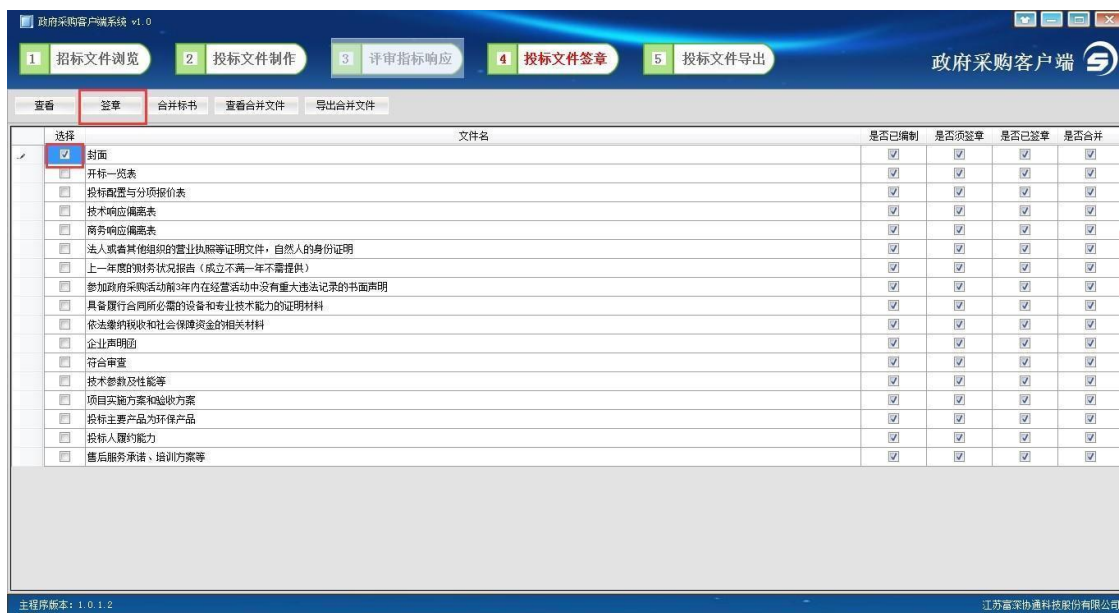 政府采购客户端系统 v1.0
1 招标文件浏览 2 投标文件制作 3 评审指标响应 4 投标文件签章 5 投标文件导出 政府采购客户端
查看 签章 合并标书 查看合并文件 导出合并文件
选择 文件名 是否已编制 是否须签章 是否已签章 是否合并
封面
开标一览表
投标配置与分项报价表
技术响应偏离表
商务响应偏离表
法人或者其他组织的营业执照等证明文件，自然人的身份证明
上一年度的财务状况报告（成立不满一年不需提供）
参加政府采购活动前3年内在经营活动中没有重大违法记录的书面声明
具备履行合同所必需的设备和专业技术能力的证明材料
依法缴纳税收和社会保障资金的相关材料
企业声明函
符合审查
技术参数及性能等
项目实施方案和验收方案
投标主要产品为环保产品
投标人履约能力
售后服务承诺、培训方案等
主程序版本：1.0.1.2 江苏富深协通科技股份有限公司